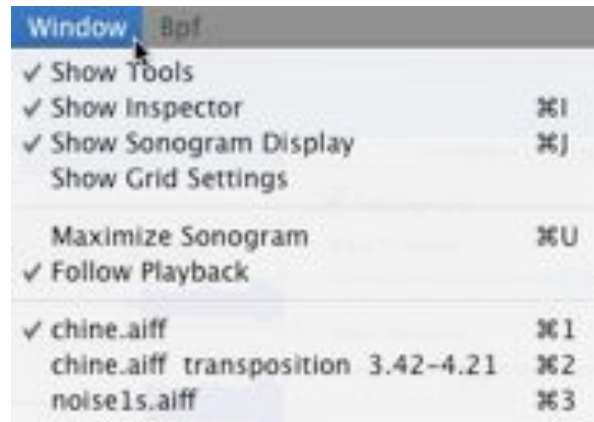 Window Bpf
✓ Show Tools
✓ Show Inspector ⌘I
✓ Show Sonogram Display ⌘J
Show Grid Settings
Maximize Sonogram ⌘U
✓ Follow Playback
✓ chine.aiff ⌘1
chine.aiff transposition 3.42-4.21 ⌘2
noise1s.aiff ⌘3